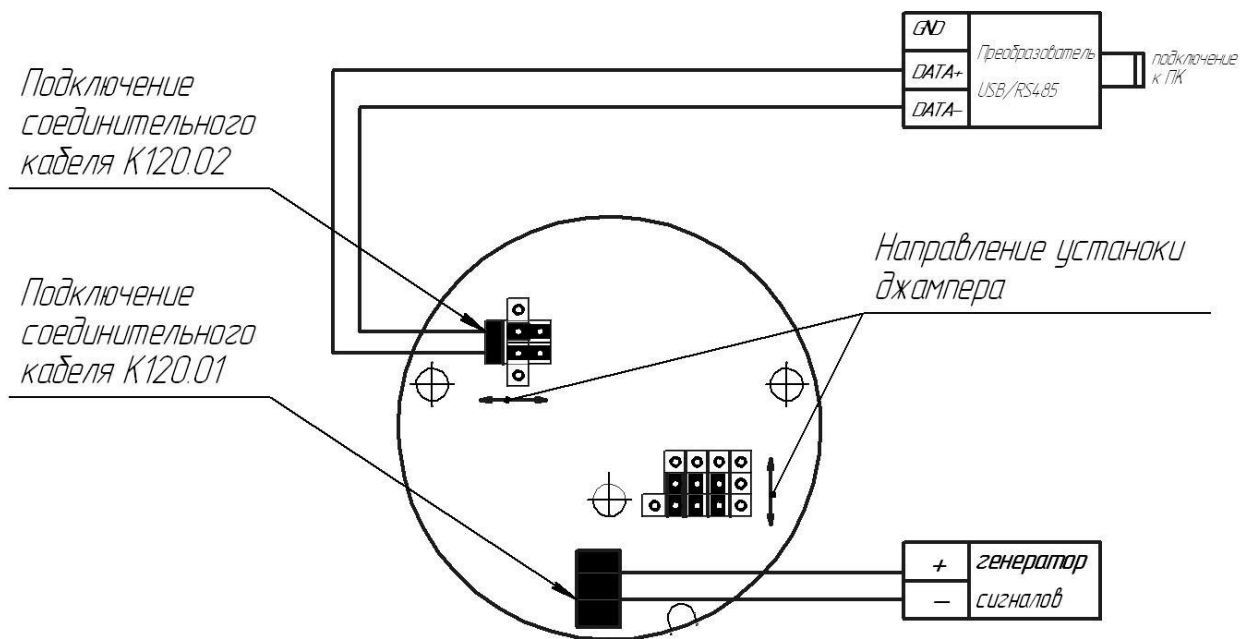 GND
DATA+
DATA-
Преобразователь
USB/RS485
подключение
к ПК
Подключение
соединительного
кабеля К120.02
Направление устаноки
джампера
Подключение
соединительного
кабеля К120.01
+
генератор
-
сигналов